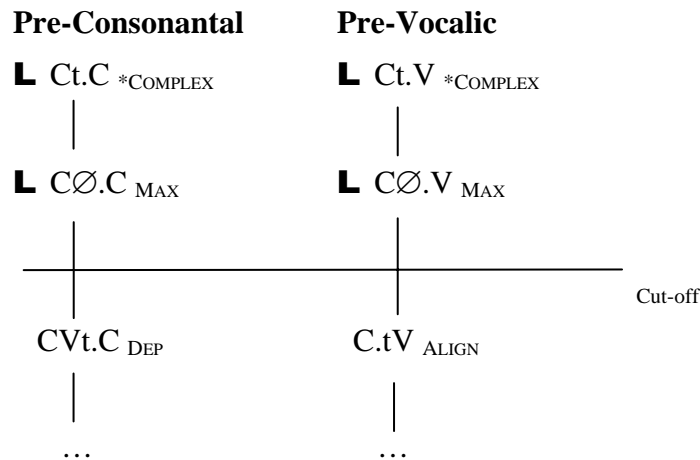 Pre-Consonantal Pre-Vocalic
L Ct.C *COMPLEX L Ct.V *COMPLEX
L C∅.C MAX L C∅.V MAX
Cut-off
CVt.C DEP C.tV ALIGN
… …